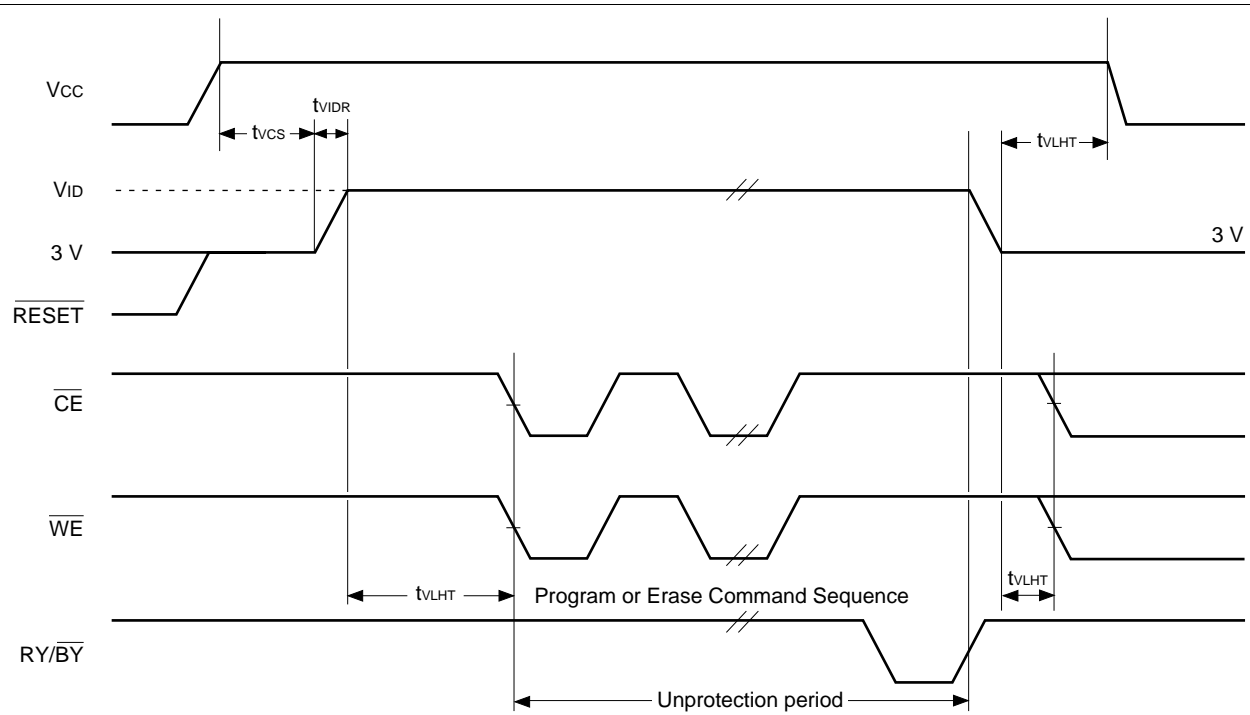 VCC
tVIDR
tVCS
tVLHT
VID
3 V
3 V
RESET
CE
WE
tVLHT
Program or Erase Command Sequence
tVLHT
RY/BY
Unprotection period